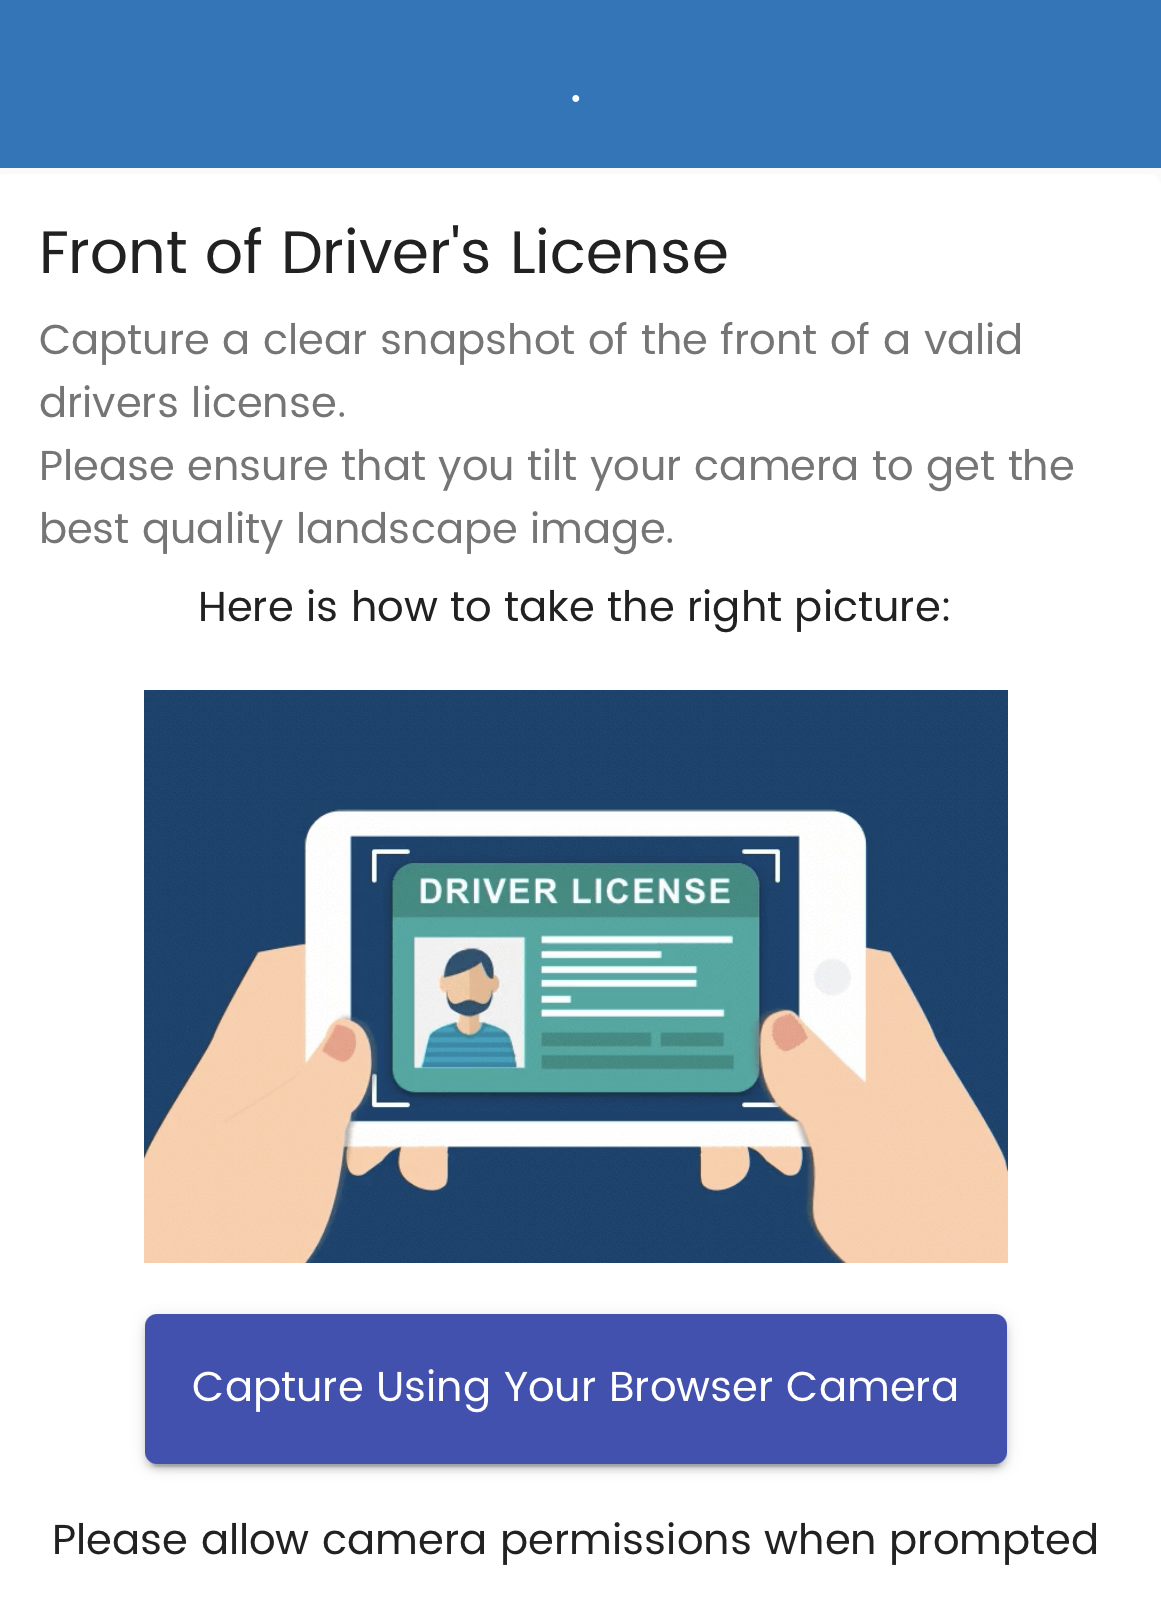 .
Front of Driver's License
Capture a clear snapshot of the front of a valid
drivers license.
Please ensure that you tilt your camera to get the
best quality landscape image.
Here is how to take the right picture:
DRIVER LICENSE
Capture Using Your Browser Camera
Please allow camera permissions when prompted